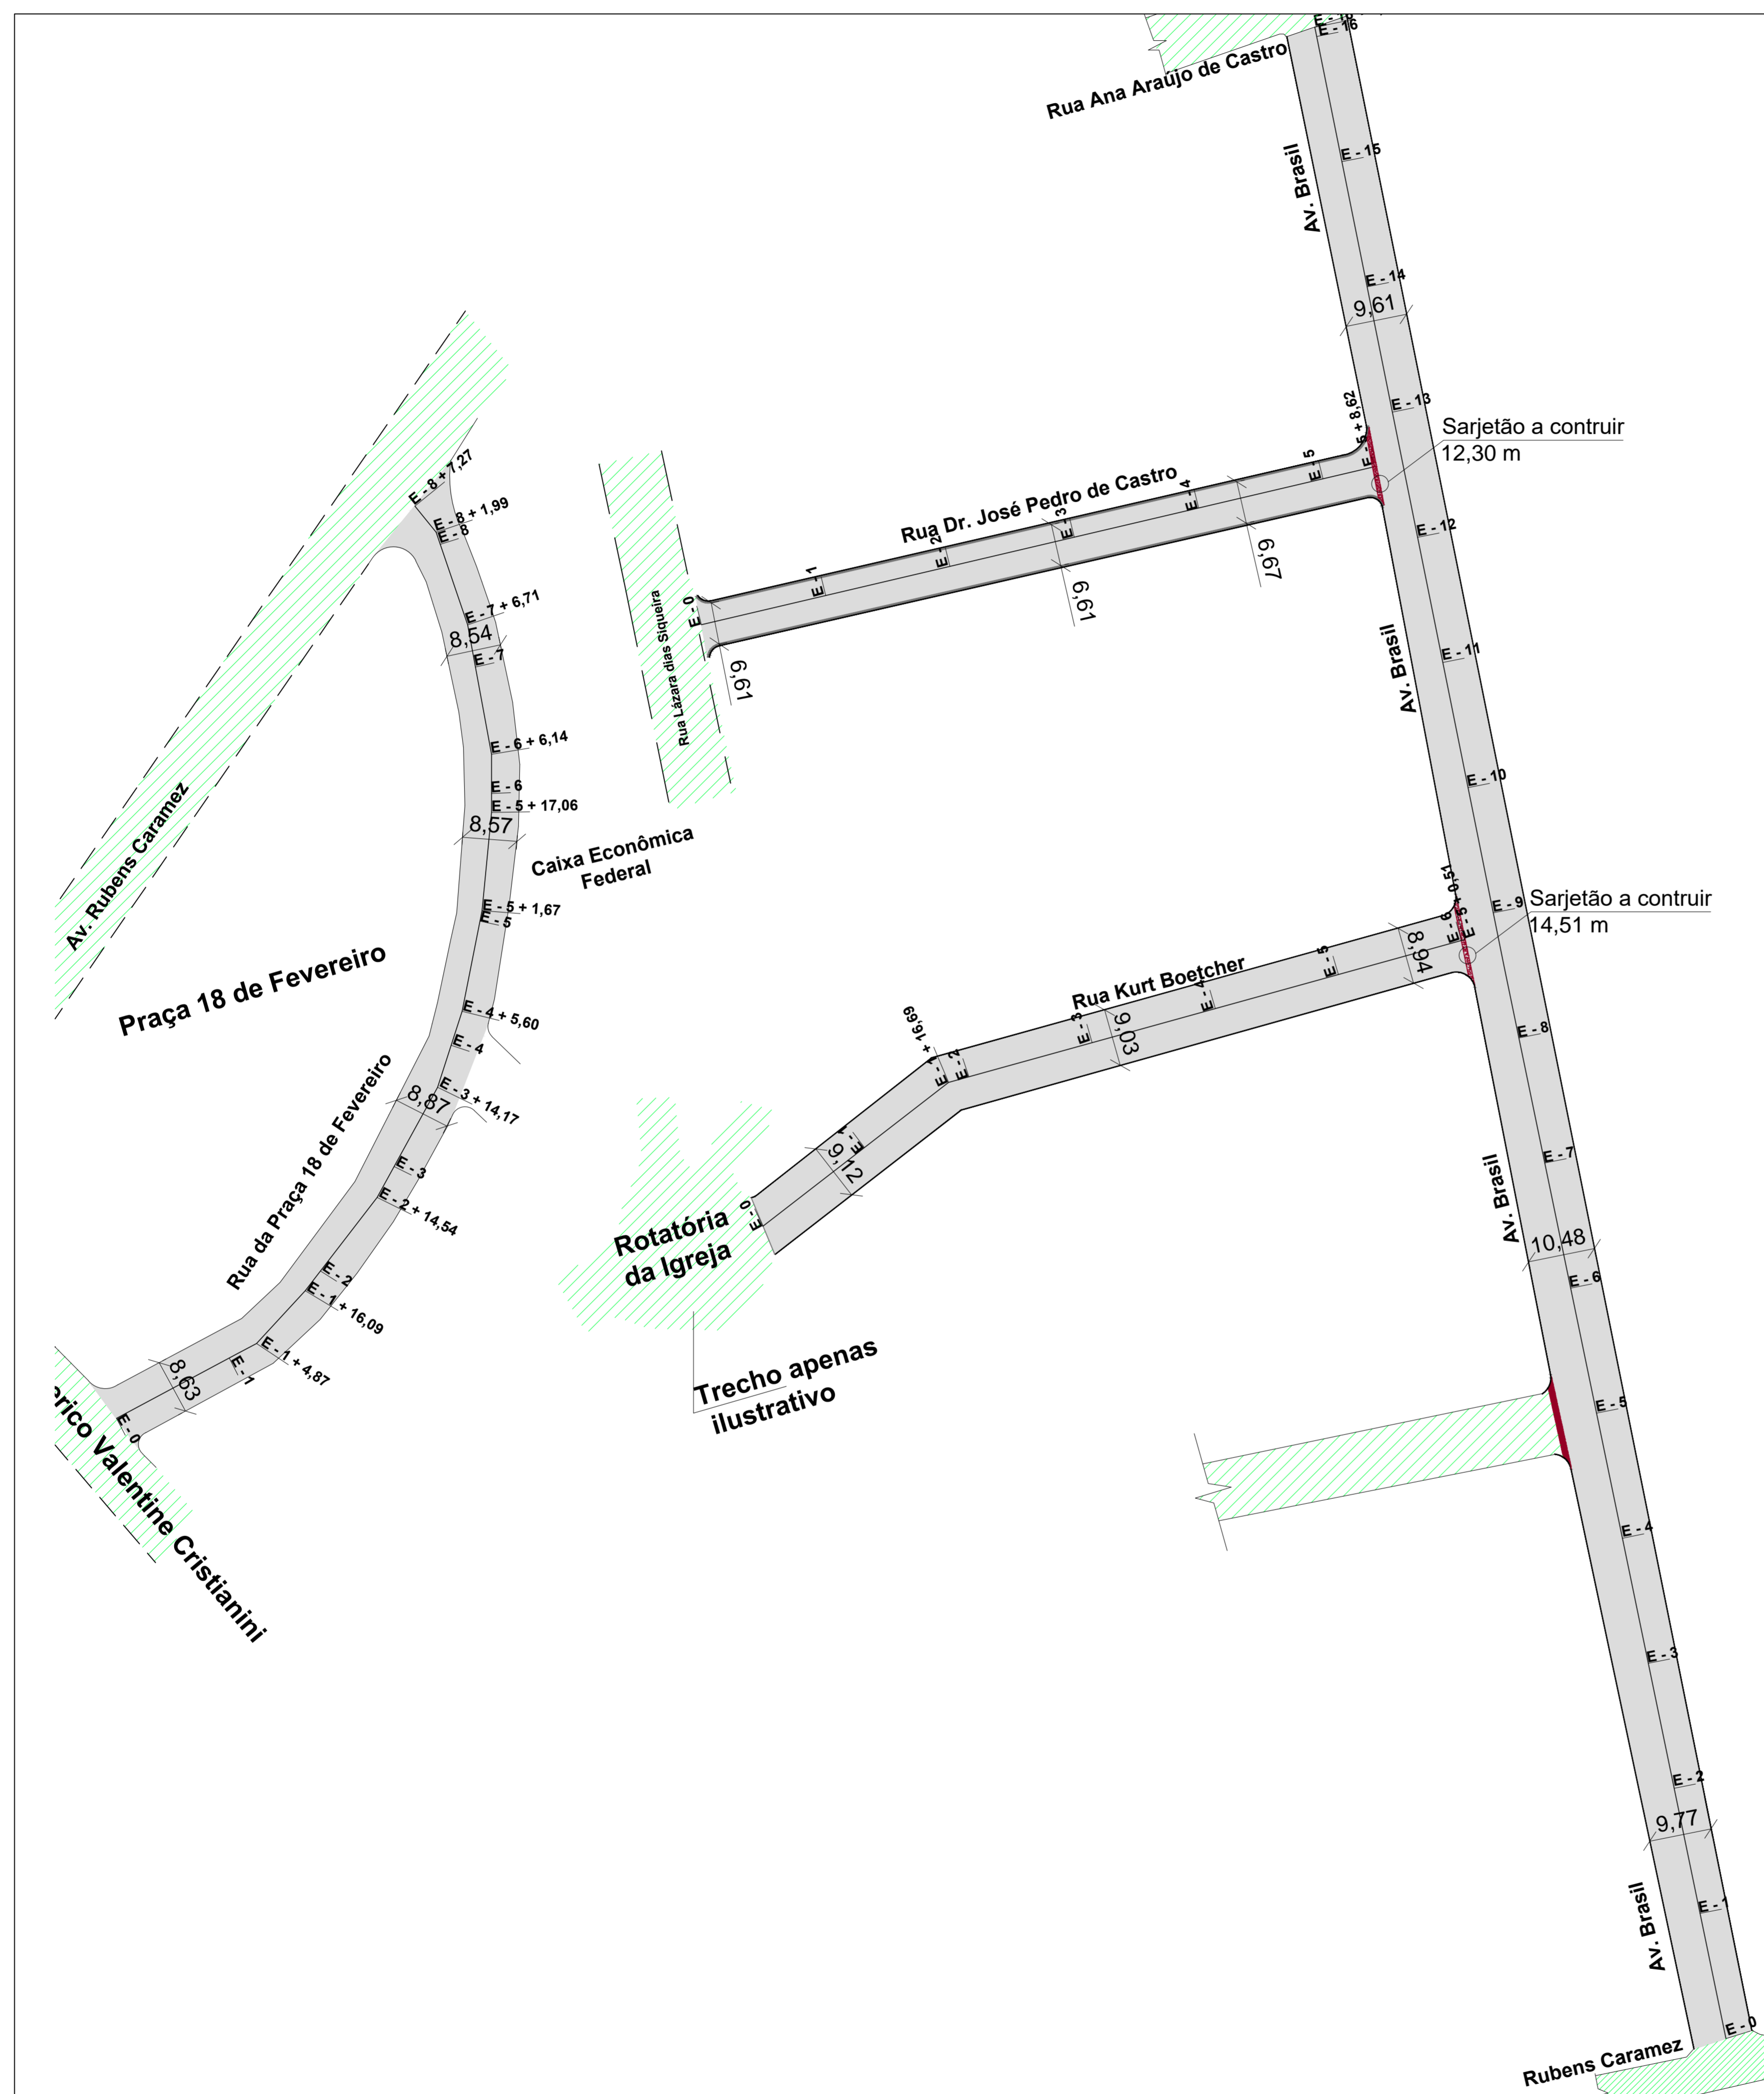 E - 16
Rua Ana Araújo de Castro
E - 15
Av. Brasil
E - 14
9,61
E - 13
Sarjetão a contruir
12,30 m
E - 5 + 8,62
E - 5
E - 4
E - 3
E - 2
E - 1
E - 0
Rua Dr. José Pedro de Castro
6,67
6,61
6,61
Rua Lázara dias Siqueira
E - 12
E - 11
Av. Brasil
E - 10
E - 9
Sarjetão a contruir
14,51 m
E - 8 + 7,27
E - 8 + 1,99
E - 8
E - 7 + 6,71
8,54
E - 7
E - 6 + 6,14
E - 6
E - 5 + 17,06
8,57
Caixa Econômica
Federal
Av. Rubens Caramez
E - 5 + 1,67
E - 5
Praça 18 de Fevereiro
E - 4 + 5,60
E - 4
E - 3 + 14,17
8,87
E - 3
E - 2 + 14,54
Rua da Praça 18 de Fevereiro
E - 2
E - 1 + 16,09
E - 1 + 4,87
E - 1
8,63
E - 0
erico Valentine Cristianini
E - 6
E - 5 + 0,51
8,94
E - 5
Rua Kurt Boetcher
E - 4
9,03
E - 3
E - 2
E - 1 + 16,69
E - 1
9,12
E - 0
Rotatória
da Igreja
Trecho apenas
ilustrativo
E - 8
E - 7
Av. Brasil
10,48
E - 6
E - 5
E - 4
E - 3
E - 2
9,77
E - 1
Av. Brasil
E - 0
Rubens Caramez